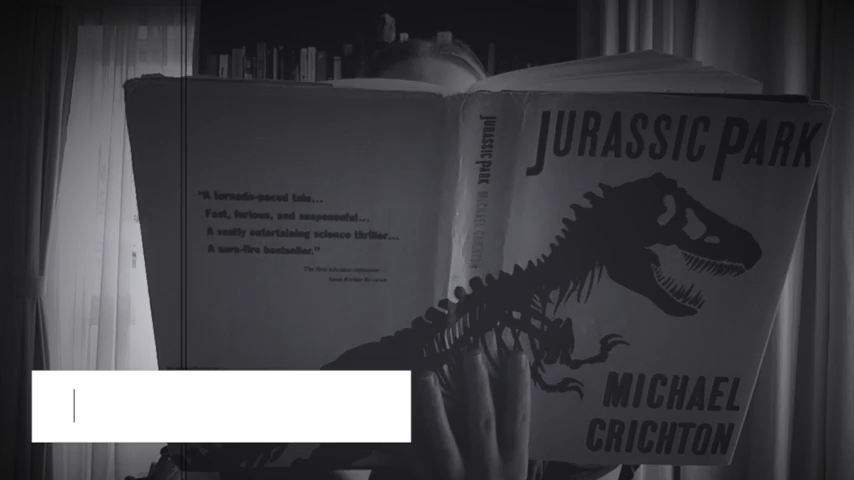 "A tornado-paced tale...
Fast, furious, and suspenseful...
A vastly entertaining science thriller...
A sure-fire bestseller."
JURASSIC PARK MICHAEL CRICHTON
JURASSIC PARK
MICHAEL
CRICHTON